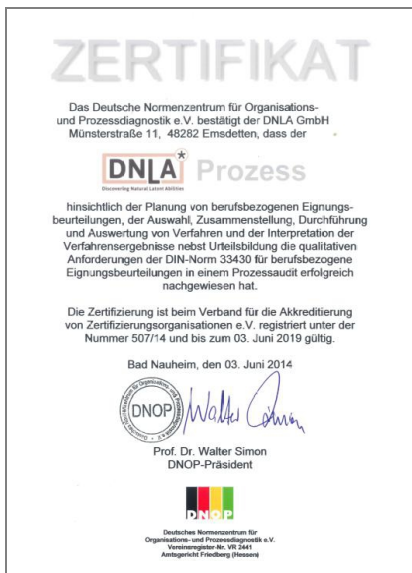 ZERTIFIKAT
Das Deutsche Normenzentrum für Organisations-
und Prozessdiagnostik e.V. bestätigt der DNLA GmbH
Münsterstraße 11, 48282 Emsdetten, dass der
DNLA* Prozess
Discovering Natural Latent Abilities
hinsichtlich der Planung von berufsbezogenen Eignungs-
beurteilungen, der Auswahl, Zusammenstellung, Durchführung
und Auswertung von Verfahren und der Interpretation der
Verfahrensergebnisse nebst Urteilsbildung die qualitativen
Anforderungen der DIN-Norm 33430 für berufsbezogene
Eignungsbeurteilungen in einem Prozessaudit erfolgreich
nachgewiesen hat.
Die Zertifizierung ist beim Verband für die Akkreditierung
von Zertifizierungsorganisationen e.V. registriert unter der
Nummer 507/14 und bis zum 03. Juni 2019 gültig.
Bad Nauheim, den 03. Juni 2014
DNOP
Walter Simon
Prof. Dr. Walter Simon
DNOP-Präsident
DNOP
Deutsches Normenzentrum für
Organisations- und Prozessdiagnostik e.V.
Vereinsregister-Nr. VR 2441
Amtsgericht Friedberg (Hessen)